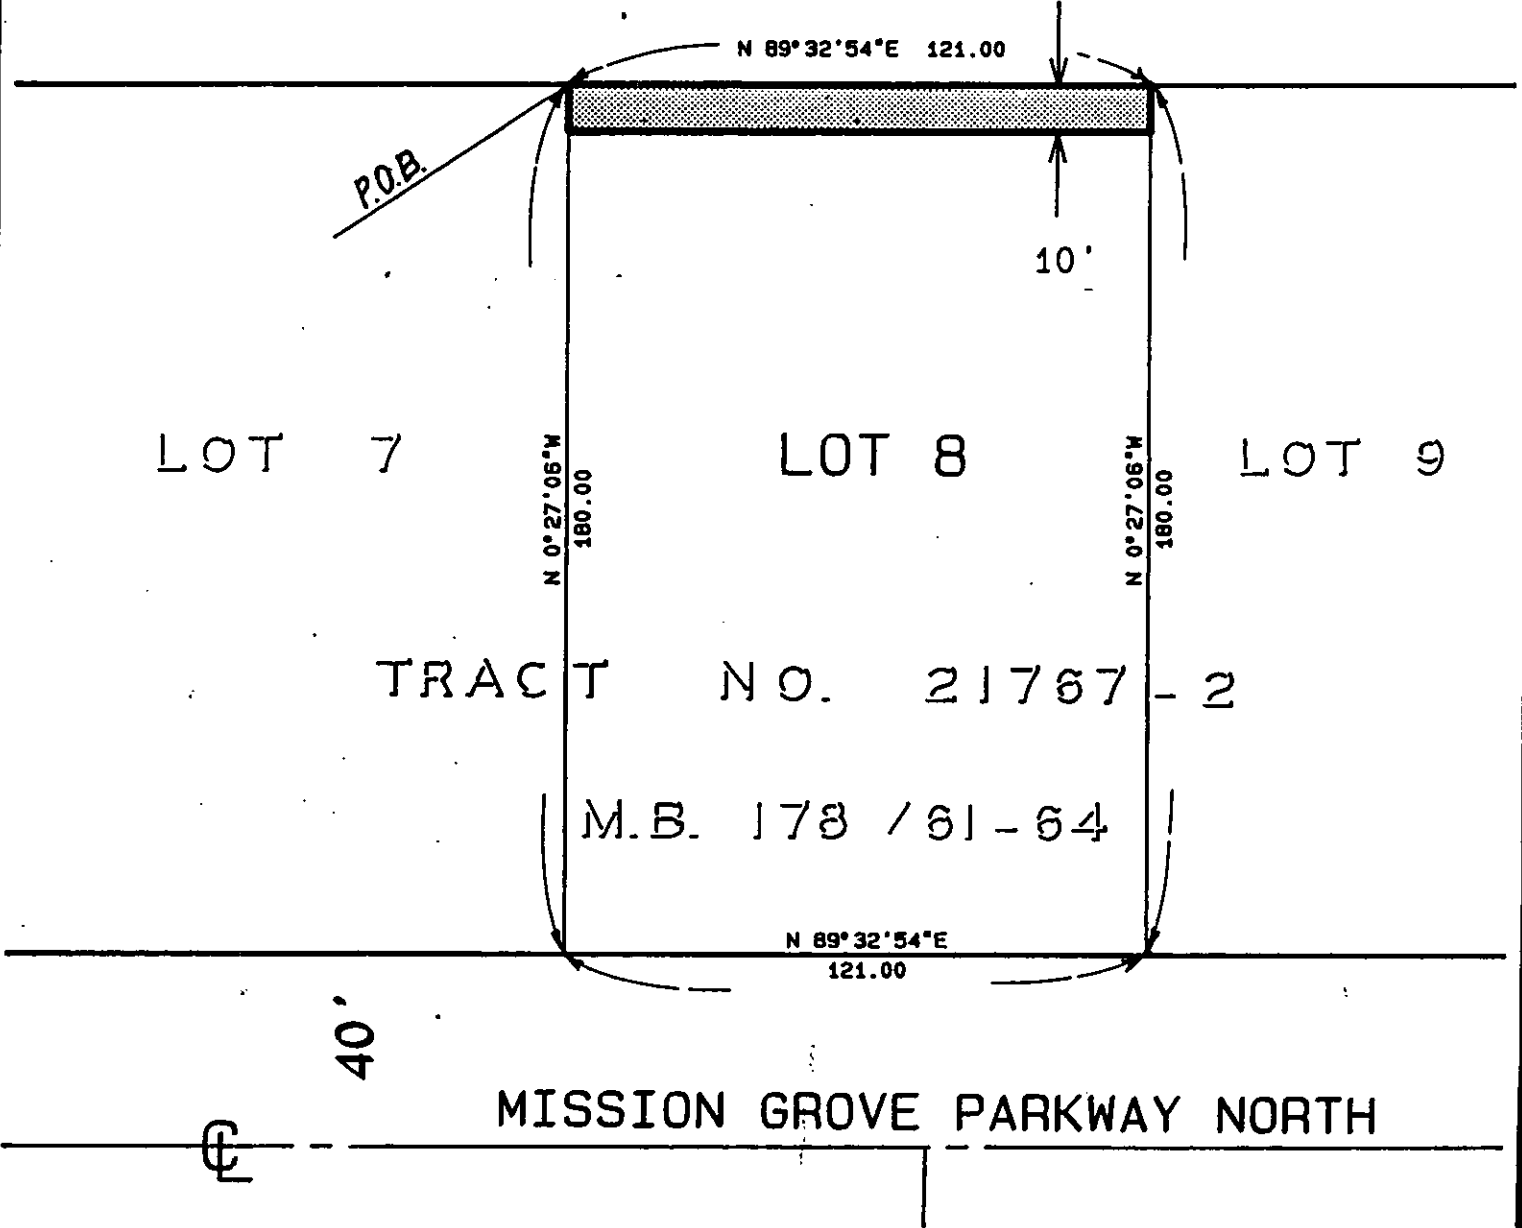 N 89°32'54"E 121.00
P.O.B.
10'
LOT 7
N 0°27'06"W
180.00
LOT 8
N 0°27'06"W
180.00
LOT 9
TRACT NO. 21767-2
M.B. 178 / 61-64
N 89°32'54"E
121.00
40'
MISSION GROVE PARKWAY NORTH
℄